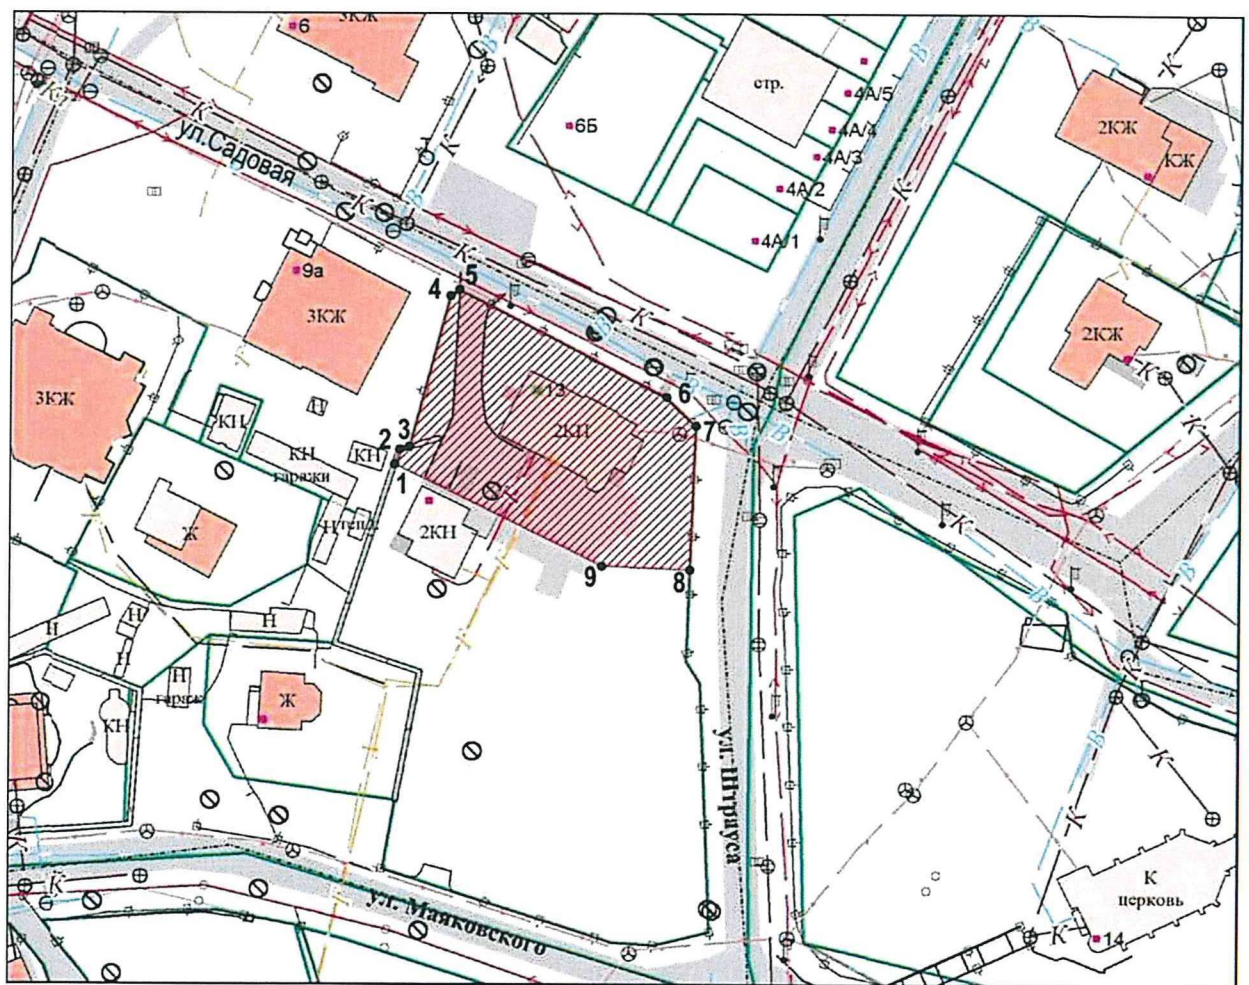 6
3КЖ
К
ул.Садовая
В
6Б
стр.
4А/5
4А/4
4А/3
4А/2
4А/1
К
В
К
2КЖ
КЖ
9а
3КЖ
4
5
К
К
2КЖ
К
3КЖ
КН
КН
гаражи
КН
2
3
1
13
2КН
6
7
В
В
К
Ж
Н
2КН
9
8
К
В
В
Н
Н
Н
Н
Н
гараж
КН
Ж
ул. Штрауса
К
В
К
К
К
ул. Маяковского
К
церковь
К
14